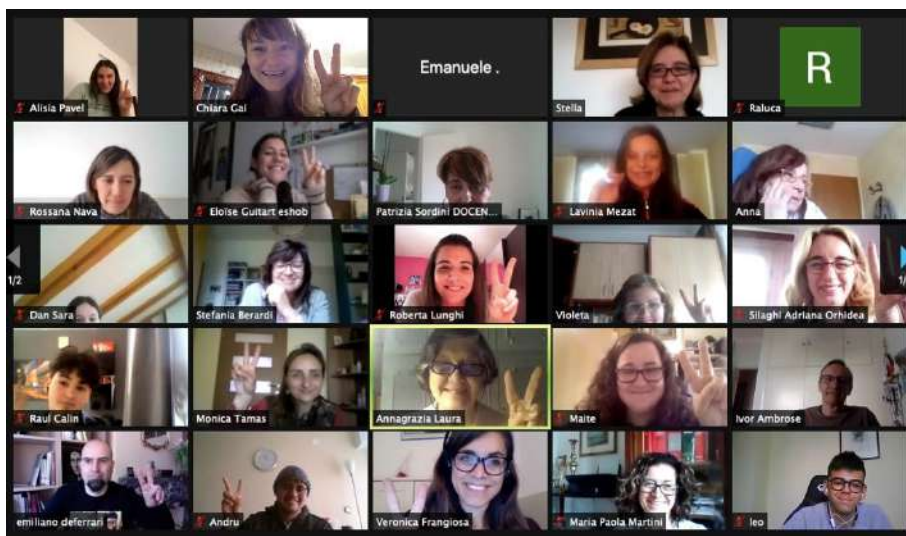 Alisia Pavel
Chiara Gai
Emanuele .
Stella
R
Raluca
Rossana Nava
Eloïse Guitart eshob
Patrizia Sordini DOCEN...
Lavinia Mezat
Anna
1/2
Dan Sara
Stefania Berardi
Roberta Lunghi
Violeta
Silaghi Adriana Orhidea
1/
Raul Calin
Monica Tamas
Annagrazia Laura
Maite
Ivor Ambrose
emiliano deferrari
Andru
Veronica Frangiosa
Maria Paola Martini
leo